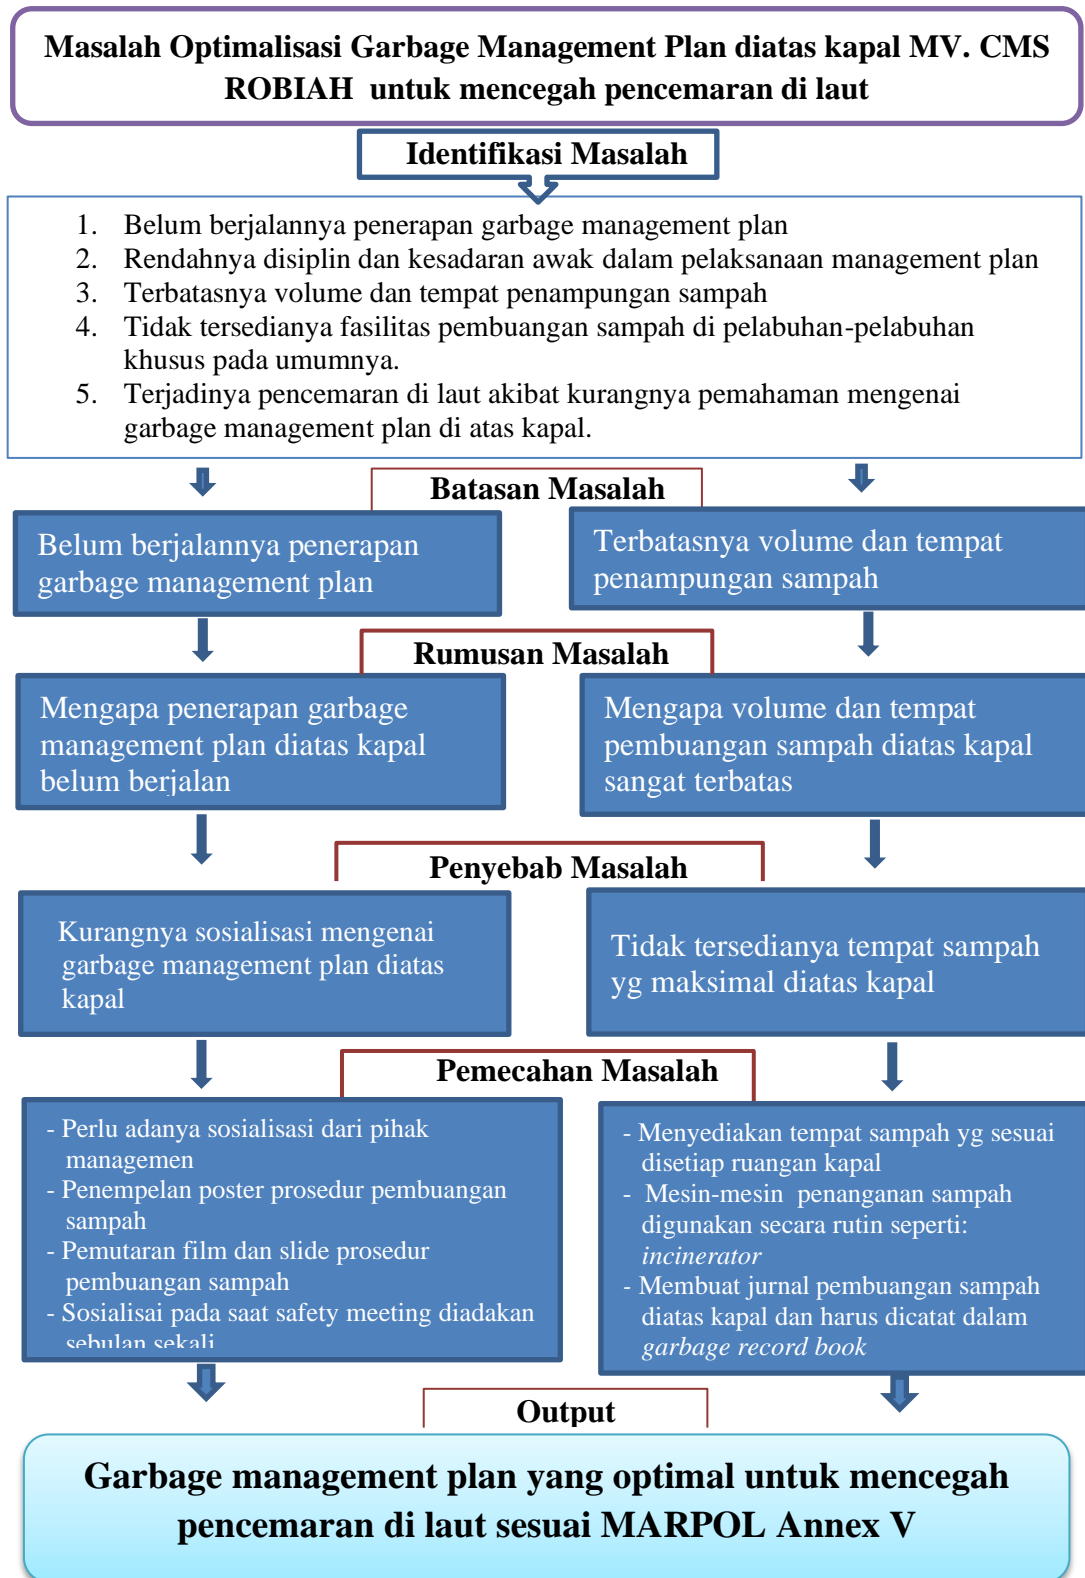 Masalah Optimalisasi Garbage Management Plan diatas kapal MV. CMS
ROBIAH untuk mencegah pencemaran di laut
Identifikasi Masalah
1. Belum berjalannya penerapan garbage management plan
2. Rendahnya disiplin dan kesadaran awak dalam pelaksanaan management plan
3. Terbatasnya volume dan tempat penampungan sampah
4. Tidak tersedianya fasilitas pembuangan sampah di pelabuhan-pelabuhan
khusus pada umumnya.
5. Terjadinya pencemaran di laut akibat kurangnya pemahaman mengenai
garbage management plan di atas kapal.
Batasan Masalah
Belum berjalannya penerapan
garbage management plan
Terbatasnya volume dan tempat
penampungan sampah
Rumusan Masalah
Mengapa penerapan garbage
management plan diatas kapal
belum berjalan
Mengapa volume dan tempat
pembuangan sampah diatas kapal
sangat terbatas
Penyebab Masalah
Kurangnya sosialisasi mengenai
garbage management plan diatas
kapal
Tidak tersedianya tempat sampah
yg maksimal diatas kapal
Pemecahan Masalah
- Perlu adanya sosialisasi dari pihak
managemen
- Penempelan poster prosedur pembuangan
sampah
- Pemutaran film dan slide prosedur
pembuangan sampah
- Sosialisai pada saat safety meeting diadakan
sebulan sekali
- Menyediakan tempat sampah yg sesuai
disetiap ruangan kapal
- Mesin-mesin penanganan sampah
digunakan secara rutin seperti:
incinerator
- Membuat jurnal pembuangan sampah
diatas kapal dan harus dicatat dalam
garbage record book
Output
Garbage management plan yang optimal untuk mencegah
pencemaran di laut sesuai MARPOL Annex V